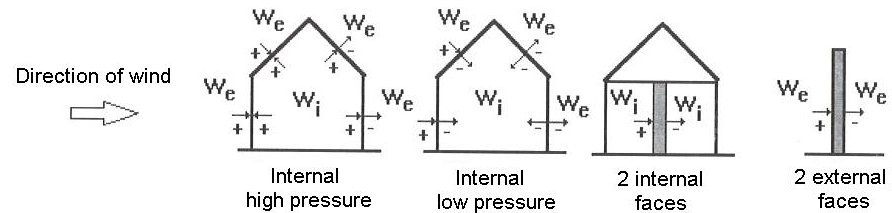 Direction of wind
We We
We
Wi
We
+ - + + + + + -
Internal
high pressure
We We
Wi
We
+ - - - + - - -
Internal
low pressure
Wi Wi
+ -
2 internal
faces
We We
+ -
2 external
faces